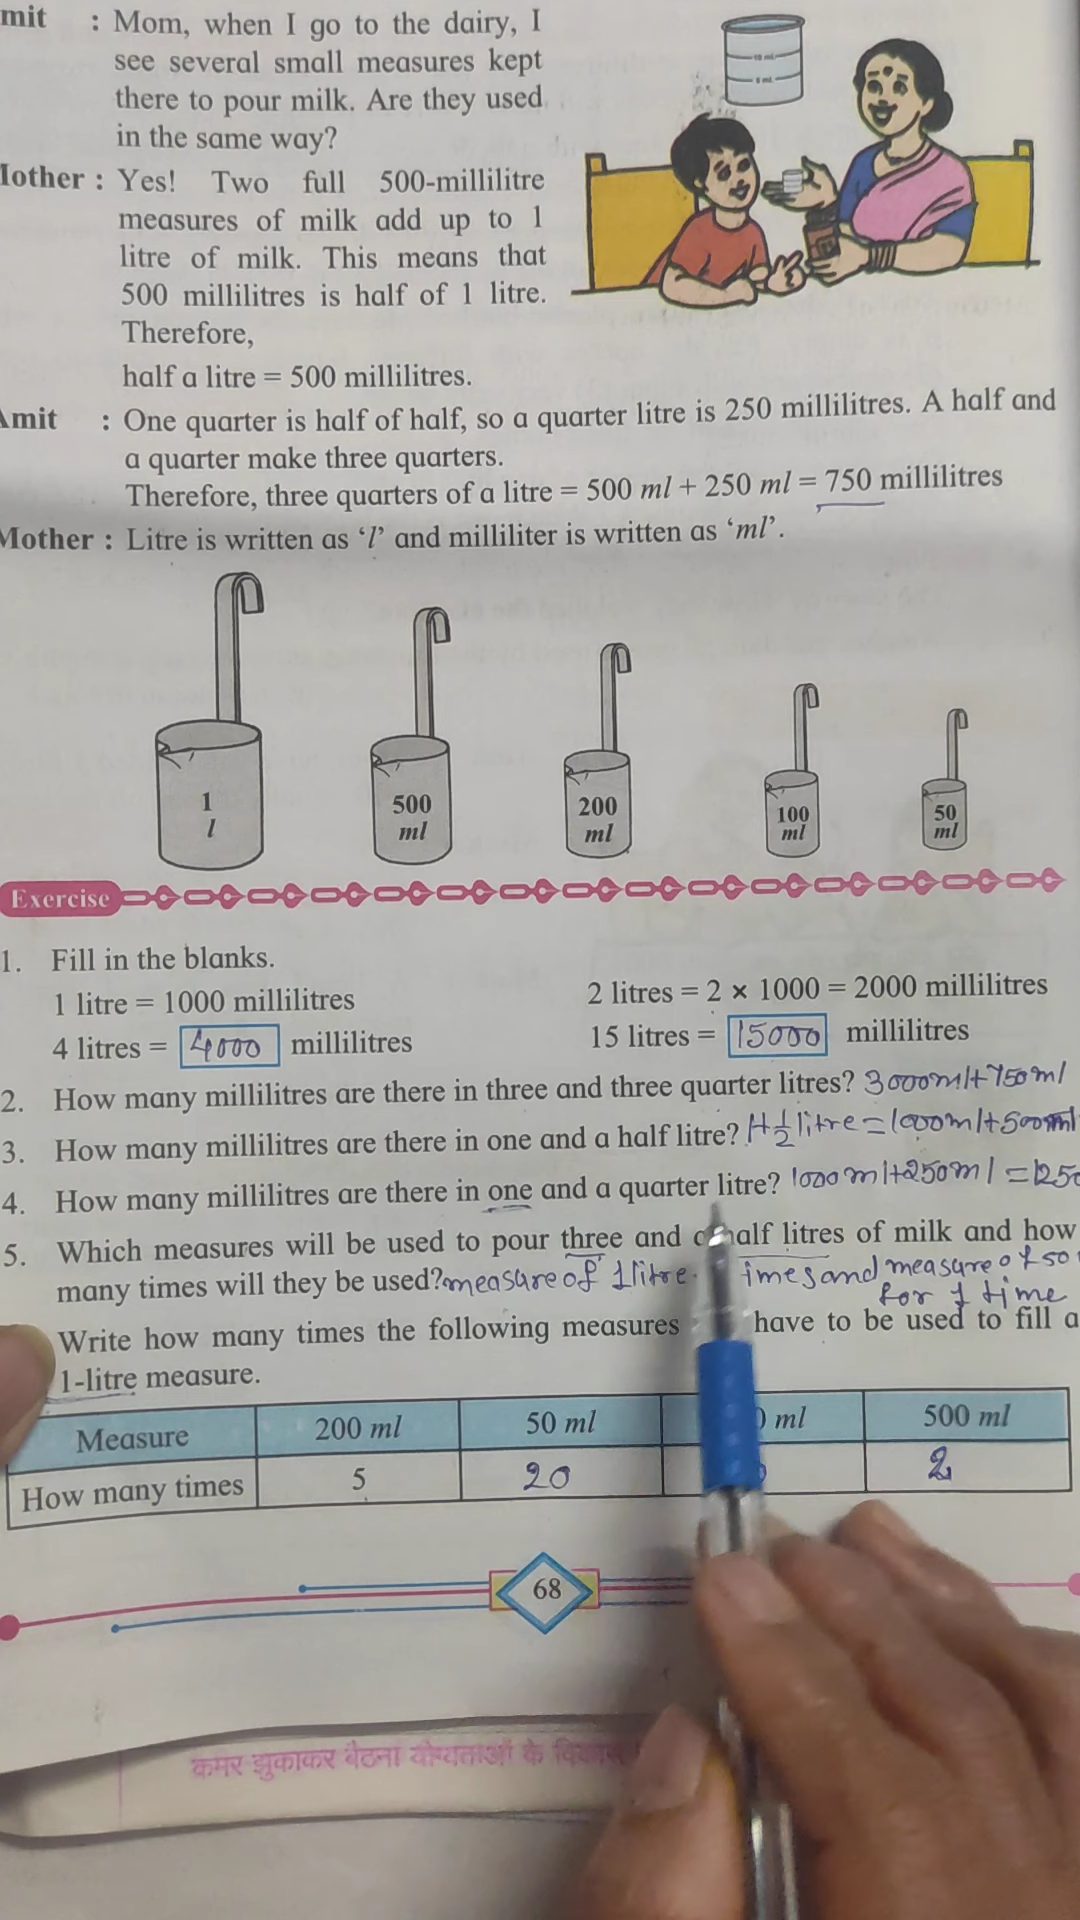 mit : Mom, when I go to the dairy, I
see several small measures kept
there to pour milk. Are they used
in the same way?
other : Yes! Two full 500-millilitre
measures of milk add up to 1
litre of milk. This means that
500 millilitres is half of 1 litre.
Therefore,
half a litre = 500 millilitres.
Amit : One quarter is half of half, so a quarter litre is 250 millilitres. A half and
a quarter make three quarters.
Therefore, three quarters of a litre = 500 ml + 250 ml = 750 millilitres
Mother : Litre is written as ‘l’ and milliliter is written as ‘ml’.
1 l
500 ml
200 ml
100 ml
50 ml
Exercise
1. Fill in the blanks.
1 litre = 1000 millilitres 2 litres = 2 × 1000 = 2000 millilitres
4 litres = 4000 millilitres 15 litres = 15000 millilitres
2. How many millilitres are there in three and three quarter litres? 3000ml+750ml
3. How many millilitres are there in one and a half litre? 1+1/2 litre = 1000ml+500ml
4. How many millilitres are there in one and a quarter litre? 1000ml+250ml = 1250
5. Which measures will be used to pour three and half litres of milk and how
many times will they be used? measure of 1 litre imes and measure of 50
for 1 time
Write how many times the following measures have to be used to fill a
1-litre measure.
Measure 200 ml 50 ml ml 500 ml
How many times 5 20 2
68
कमर झुकाकर बैठना योग्यताओं के